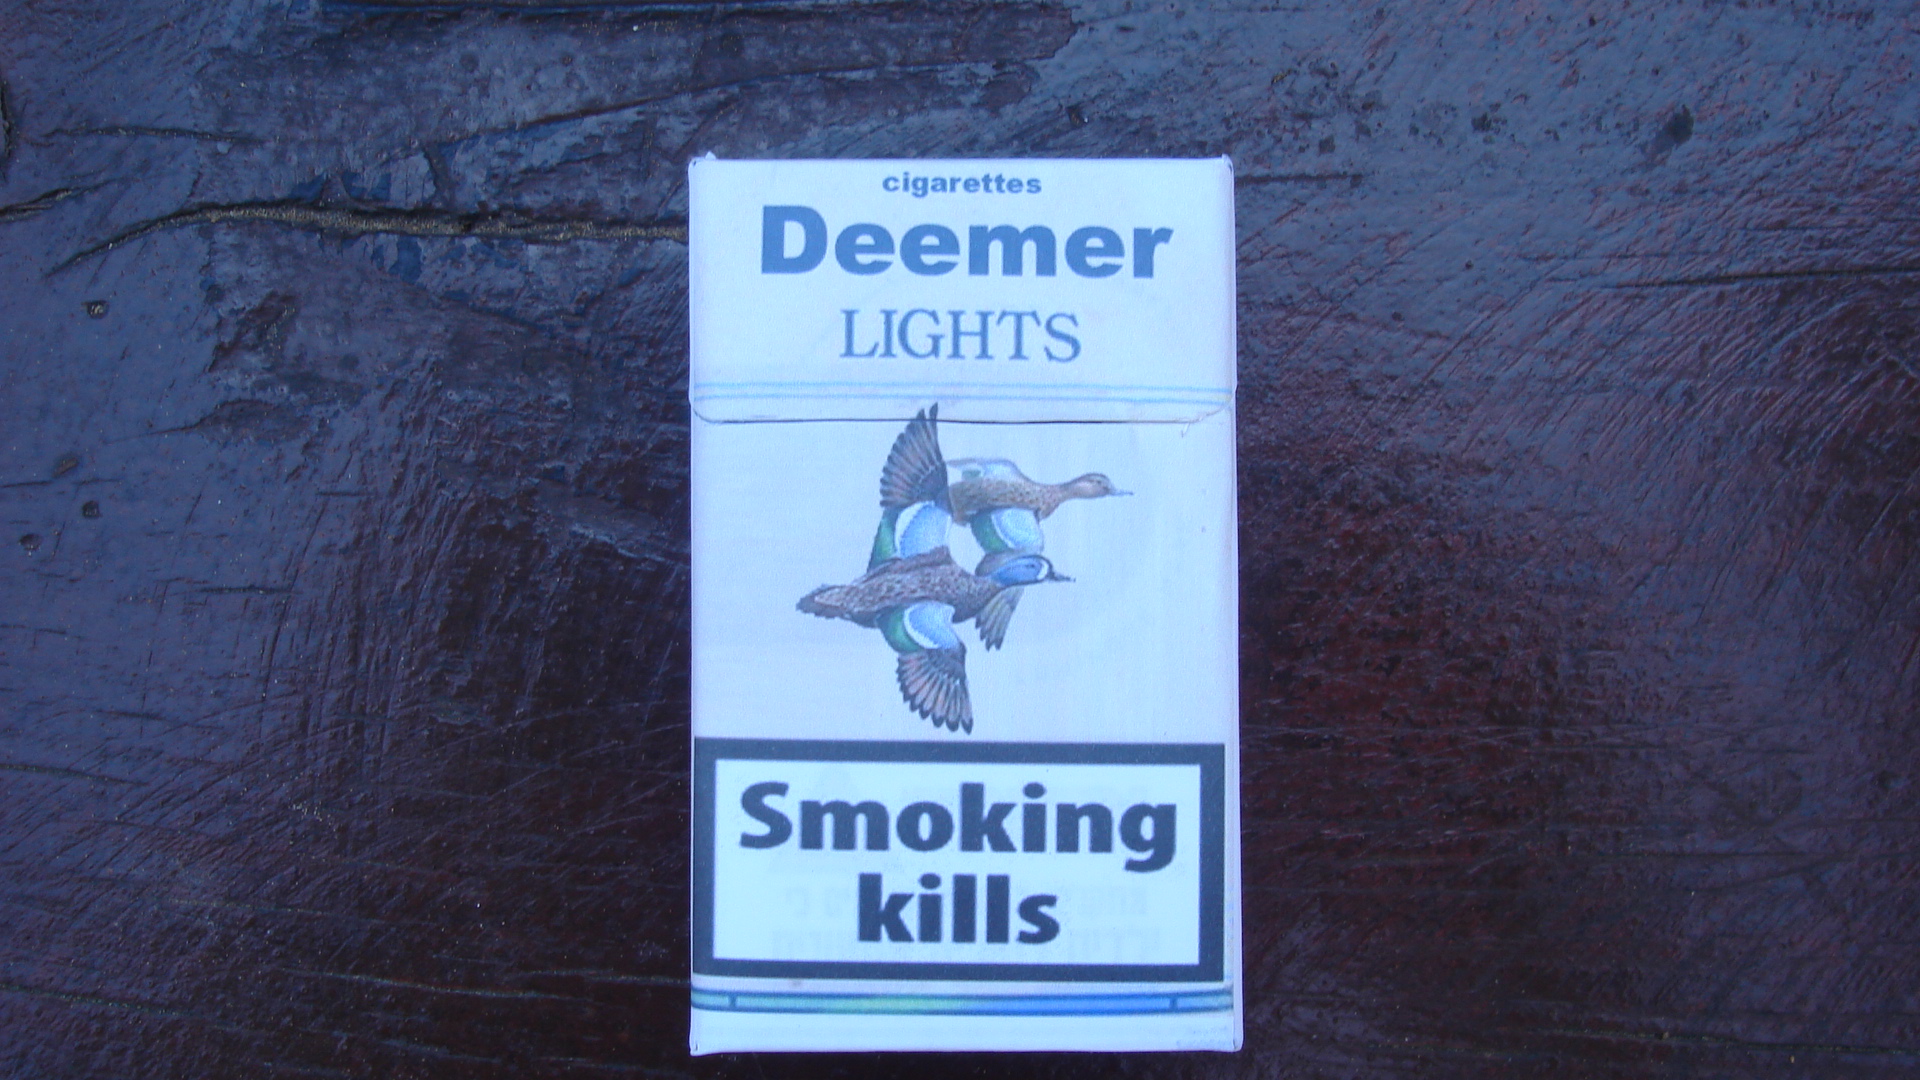 cigarettes
Deemer
LIGHTS
Smoking
kills